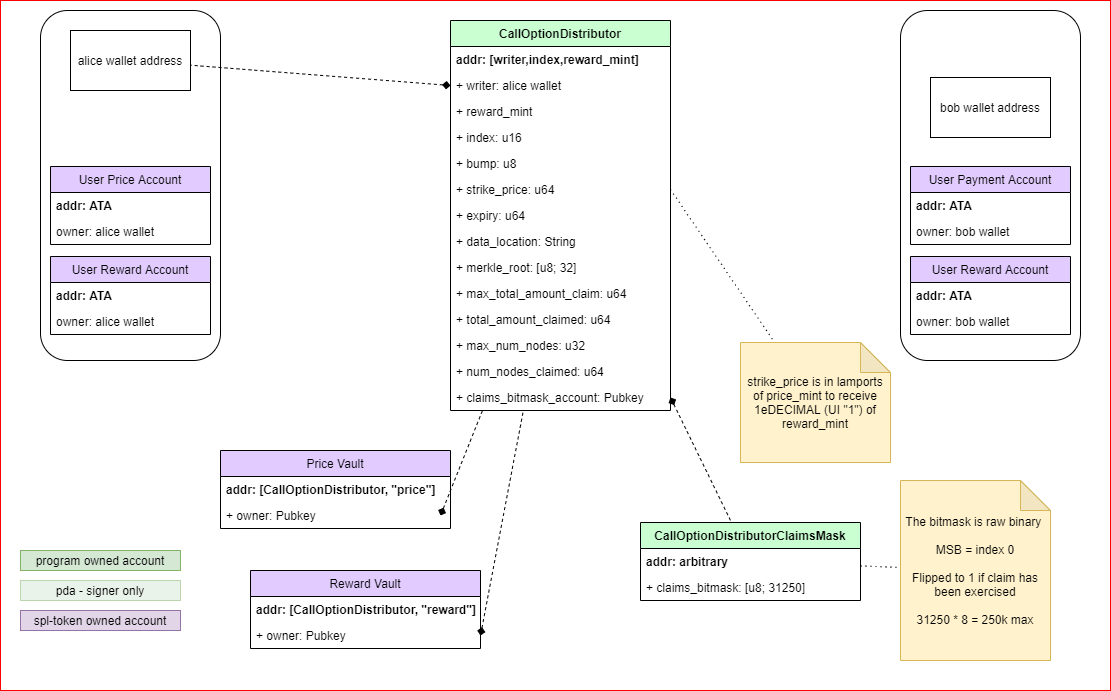 alice wallet address
User Price Account
addr: ATA
owner: alice wallet
User Reward Account
addr: ATA
owner: alice wallet
CallOptionDistributor
addr: [writer,index,reward_mint]
+ writer: alice wallet
+ reward_mint
+ index: u16
+ bump: u8
+ strike_price: u64
+ expiry: u64
+ data_location: String
+ merkle_root: [u8; 32]
+ max_total_amount_claim: u64
+ total_amount_claimed: u64
+ max_num_nodes: u32
+ num_nodes_claimed: u64
+ claims_bitmask_account: Pubkey
bob wallet address
User Payment Account
addr: ATA
owner: bob wallet
User Reward Account
addr: ATA
owner: bob wallet
strike_price is in lamports
of price_mint to receive
1eDECIMAL (UI "1") of
reward_mint
Price Vault
addr: [CallOptionDistributor, "price"]
+ owner: Pubkey
Reward Vault
addr: [CallOptionDistributor, "reward"]
+ owner: Pubkey
CallOptionDistributorClaimsMask
addr: arbitrary
+ claims_bitmask: [u8; 31250]
The bitmask is raw binary
MSB = index 0
Flipped to 1 if claim has
been exercised
31250 * 8 = 250k max
program owned account
pda - signer only
spl-token owned account